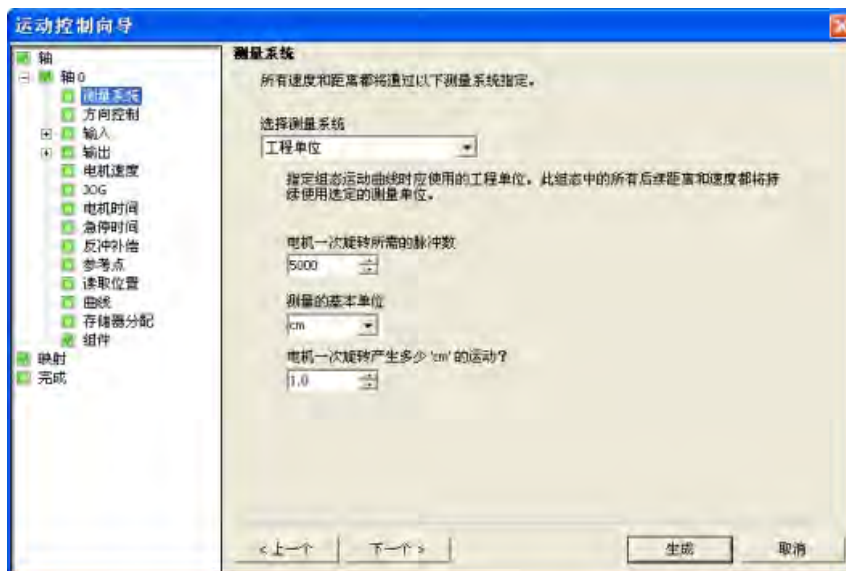 运动控制向导
轴
轴0
测量系统
方向控制
输入
输出
电机速度
JOG
电机时间
急停时间
反冲补偿
参考点
读取位置
曲线
存储器分配
组件
映射
完成
测量系统
所有速度和距离都将通过以下测量系统指定。
选择测量系统
工程单位
指定组态运动曲线时应使用的工程单位。此组态中的所有后续距离和速度都将持
续使用选定的测量单位。
电机一次旋转所需的脉冲数
5000
测量的基本单位
cm
电机一次旋转产生多少 'cm' 的运动？
1.0
< 上一个
下一个 >
生成
取消